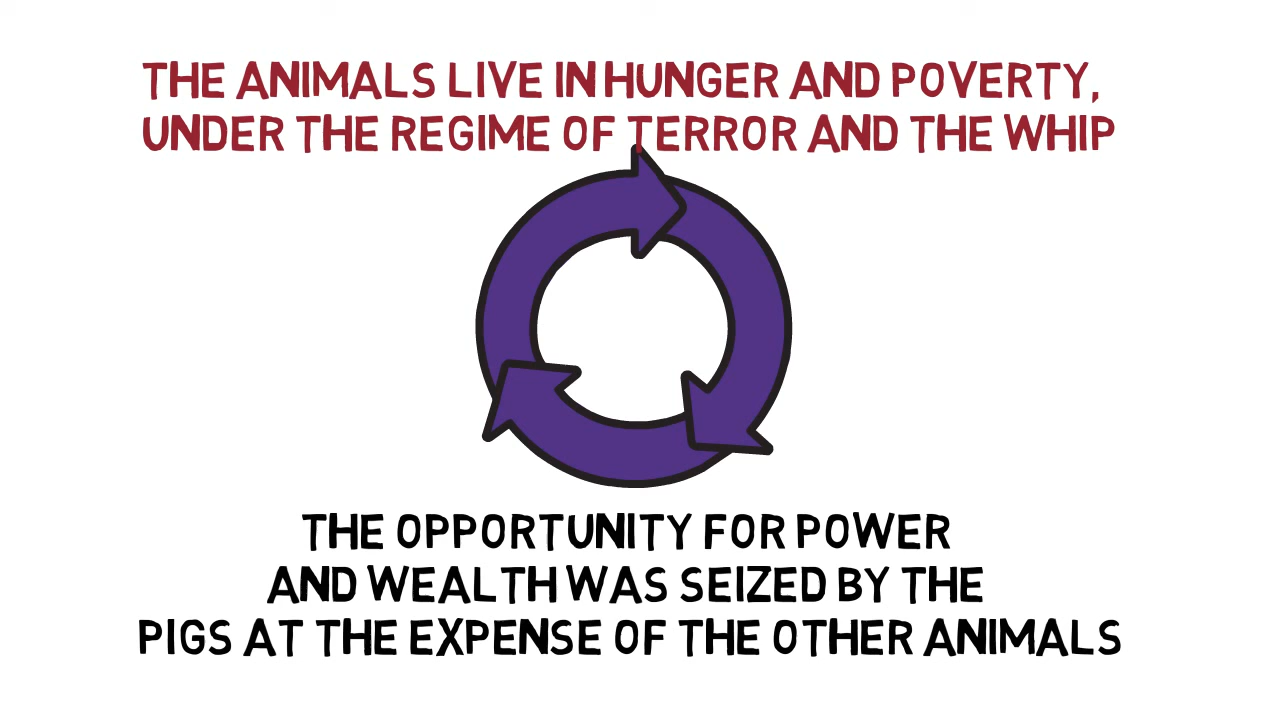 THE ANIMALS LIVE IN HUNGER AND POVERTY,
UNDER THE REGIME OF TERROR AND THE WHIP
THE OPPORTUNITY FOR POWER
AND WEALTH WAS SEIZED BY THE
PIGS AT THE EXPENSE OF THE OTHER ANIMALS